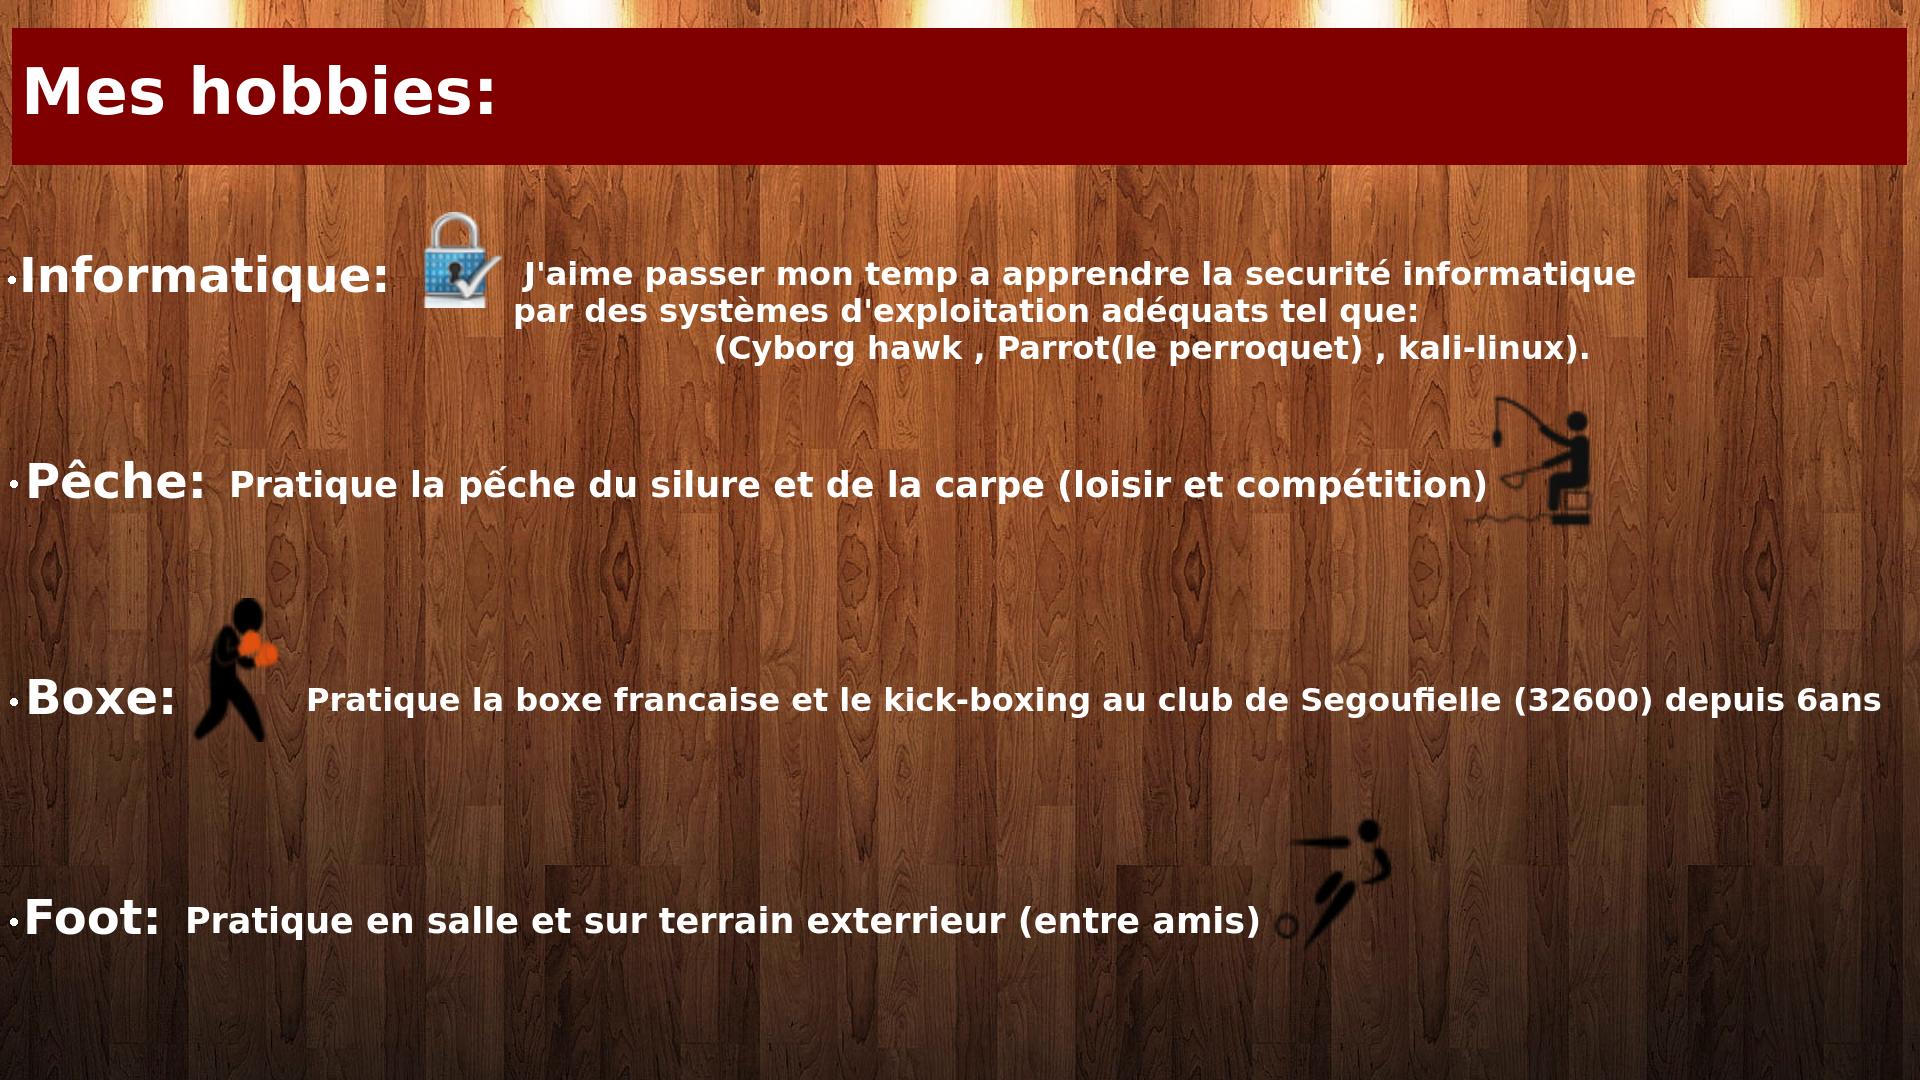 Mes hobbies:
•Informatique: J'aime passer mon temp a apprendre la securité informatique
par des systèmes d'exploitation adéquats tel que:
(Cyborg hawk , Parrot(le perroquet) , kali-linux).
•Pêche: Pratique la pếche du silure et de la carpe (loisir et compétition)
•Boxe: Pratique la boxe francaise et le kick-boxing au club de Segoufielle (32600) depuis 6ans
•Foot: Pratique en salle et sur terrain exterrieur (entre amis)